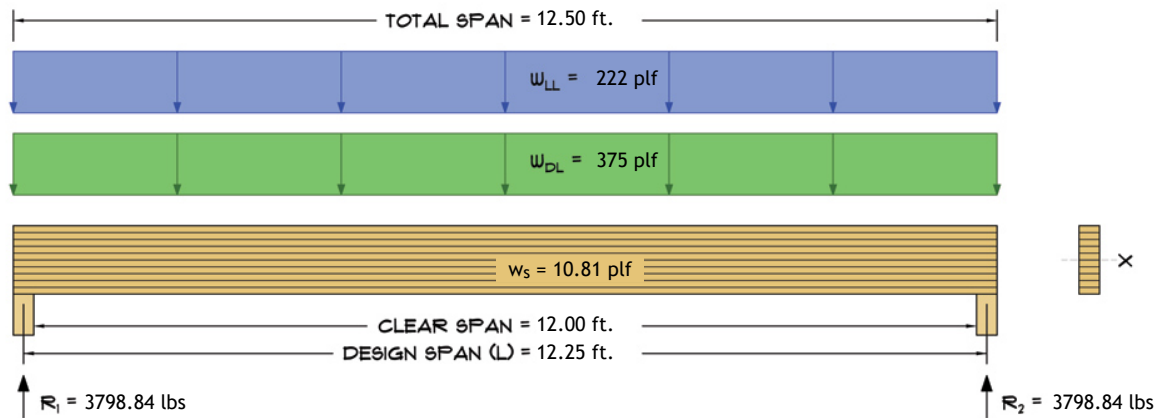 TOTAL SPAN = 12.50 ft.
wLL = 222 plf
wDL = 375 plf
ws = 10.81 plf
X
CLEAR SPAN = 12.00 ft.
DESIGN SPAN (L) = 12.25 ft.
R1 = 3798.84 lbs
R2 = 3798.84 lbs